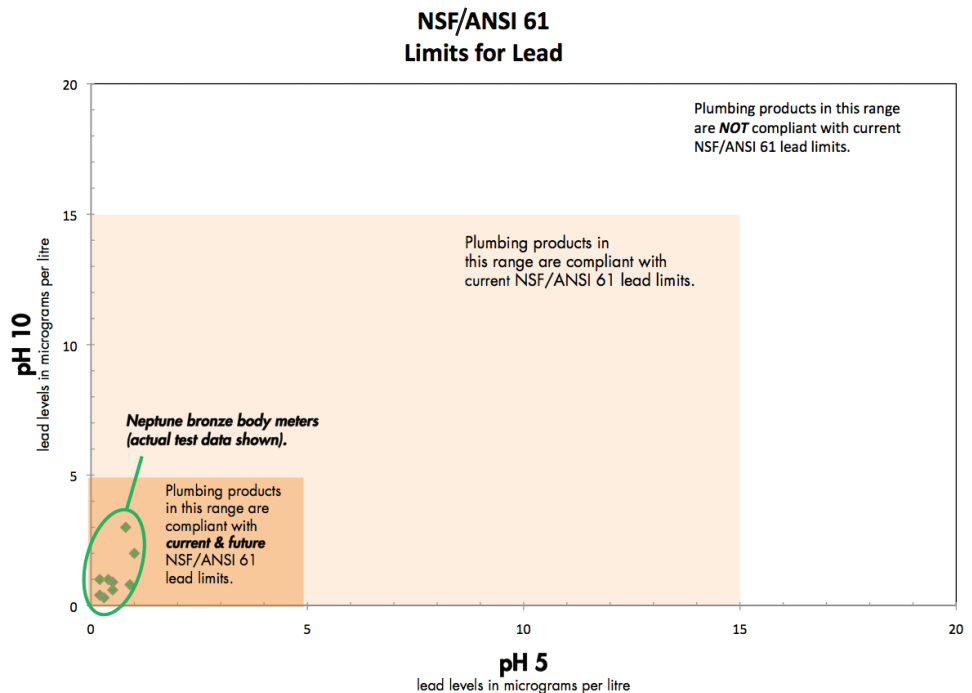 NSF/ANSI 61
Limits for Lead
20
Plumbing products in this range
are NOT compliant with current
NSF/ANSI 61 lead limits.
15
Plumbing products in
this range are compliant with
current NSF/ANSI 61 lead limits.
pH 10
lead levels in micrograms per litre
10
Neptune bronze body meters
(actual test data shown).
5
Plumbing products
in this range are
compliant with
current & future
NSF/ANSI 61
lead limits.
0
0
5
10
15
20
pH 5
lead levels in micrograms per litre